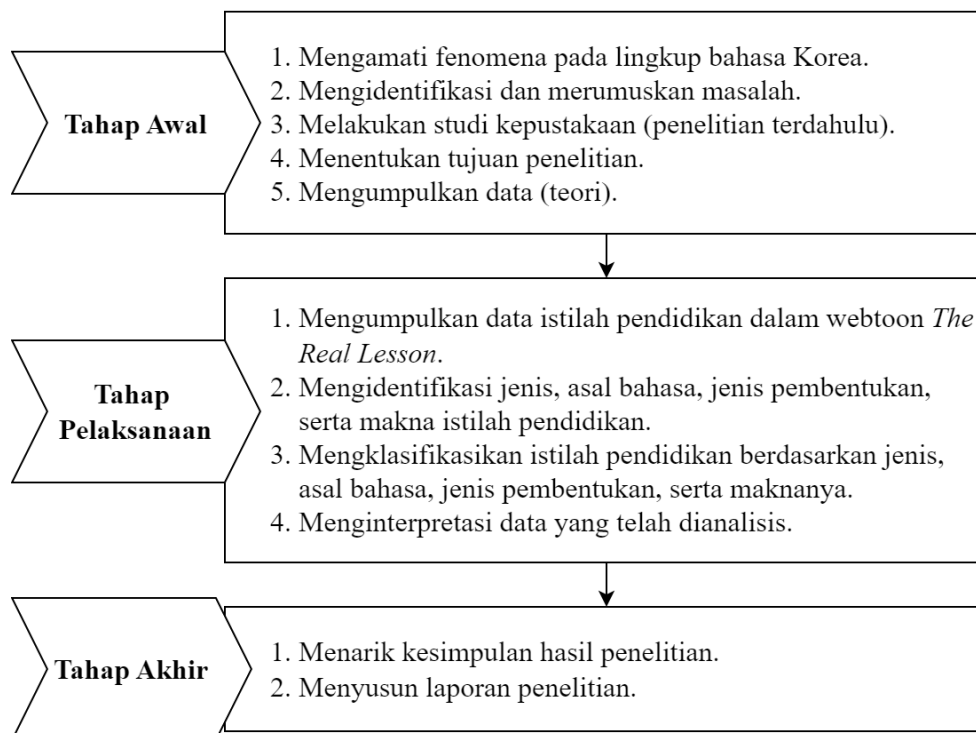 Tahap Awal
1. Mengamati fenomena pada lingkup bahasa Korea.
2. Mengidentifikasi dan merumuskan masalah.
3. Melakukan studi kepustakaan (penelitian terdahulu).
4. Menentukan tujuan penelitian.
5. Mengumpulkan data (teori).
Tahap
Pelaksanaan
1. Mengumpulkan data istilah pendidikan dalam webtoon The
Real Lesson.
2. Mengidentifikasi jenis, asal bahasa, jenis pembentukan,
serta makna istilah pendidikan.
3. Mengklasifikasikan istilah pendidikan berdasarkan jenis,
asal bahasa, jenis pembentukan, serta maknanya.
4. Menginterpretasi data yang telah dianalisis.
Tahap Akhir
1. Menarik kesimpulan hasil penelitian.
2. Menyusun laporan penelitian.